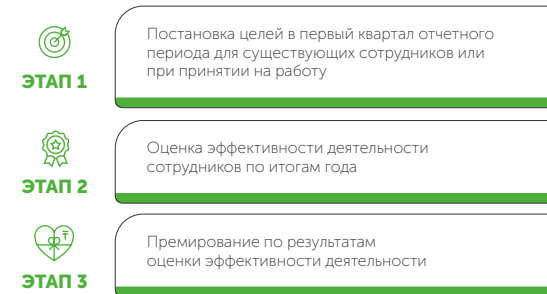 Постановка целей в первый квартал отчетного
периода для существующих сотрудников или
при принятии на работу
ЭТАП 1
Оценка эффективности деятельности
сотрудников по итогам года
ЭТАП 2
₸
Премирование по результатам
оценки эффективности деятельности
ЭТАП 3